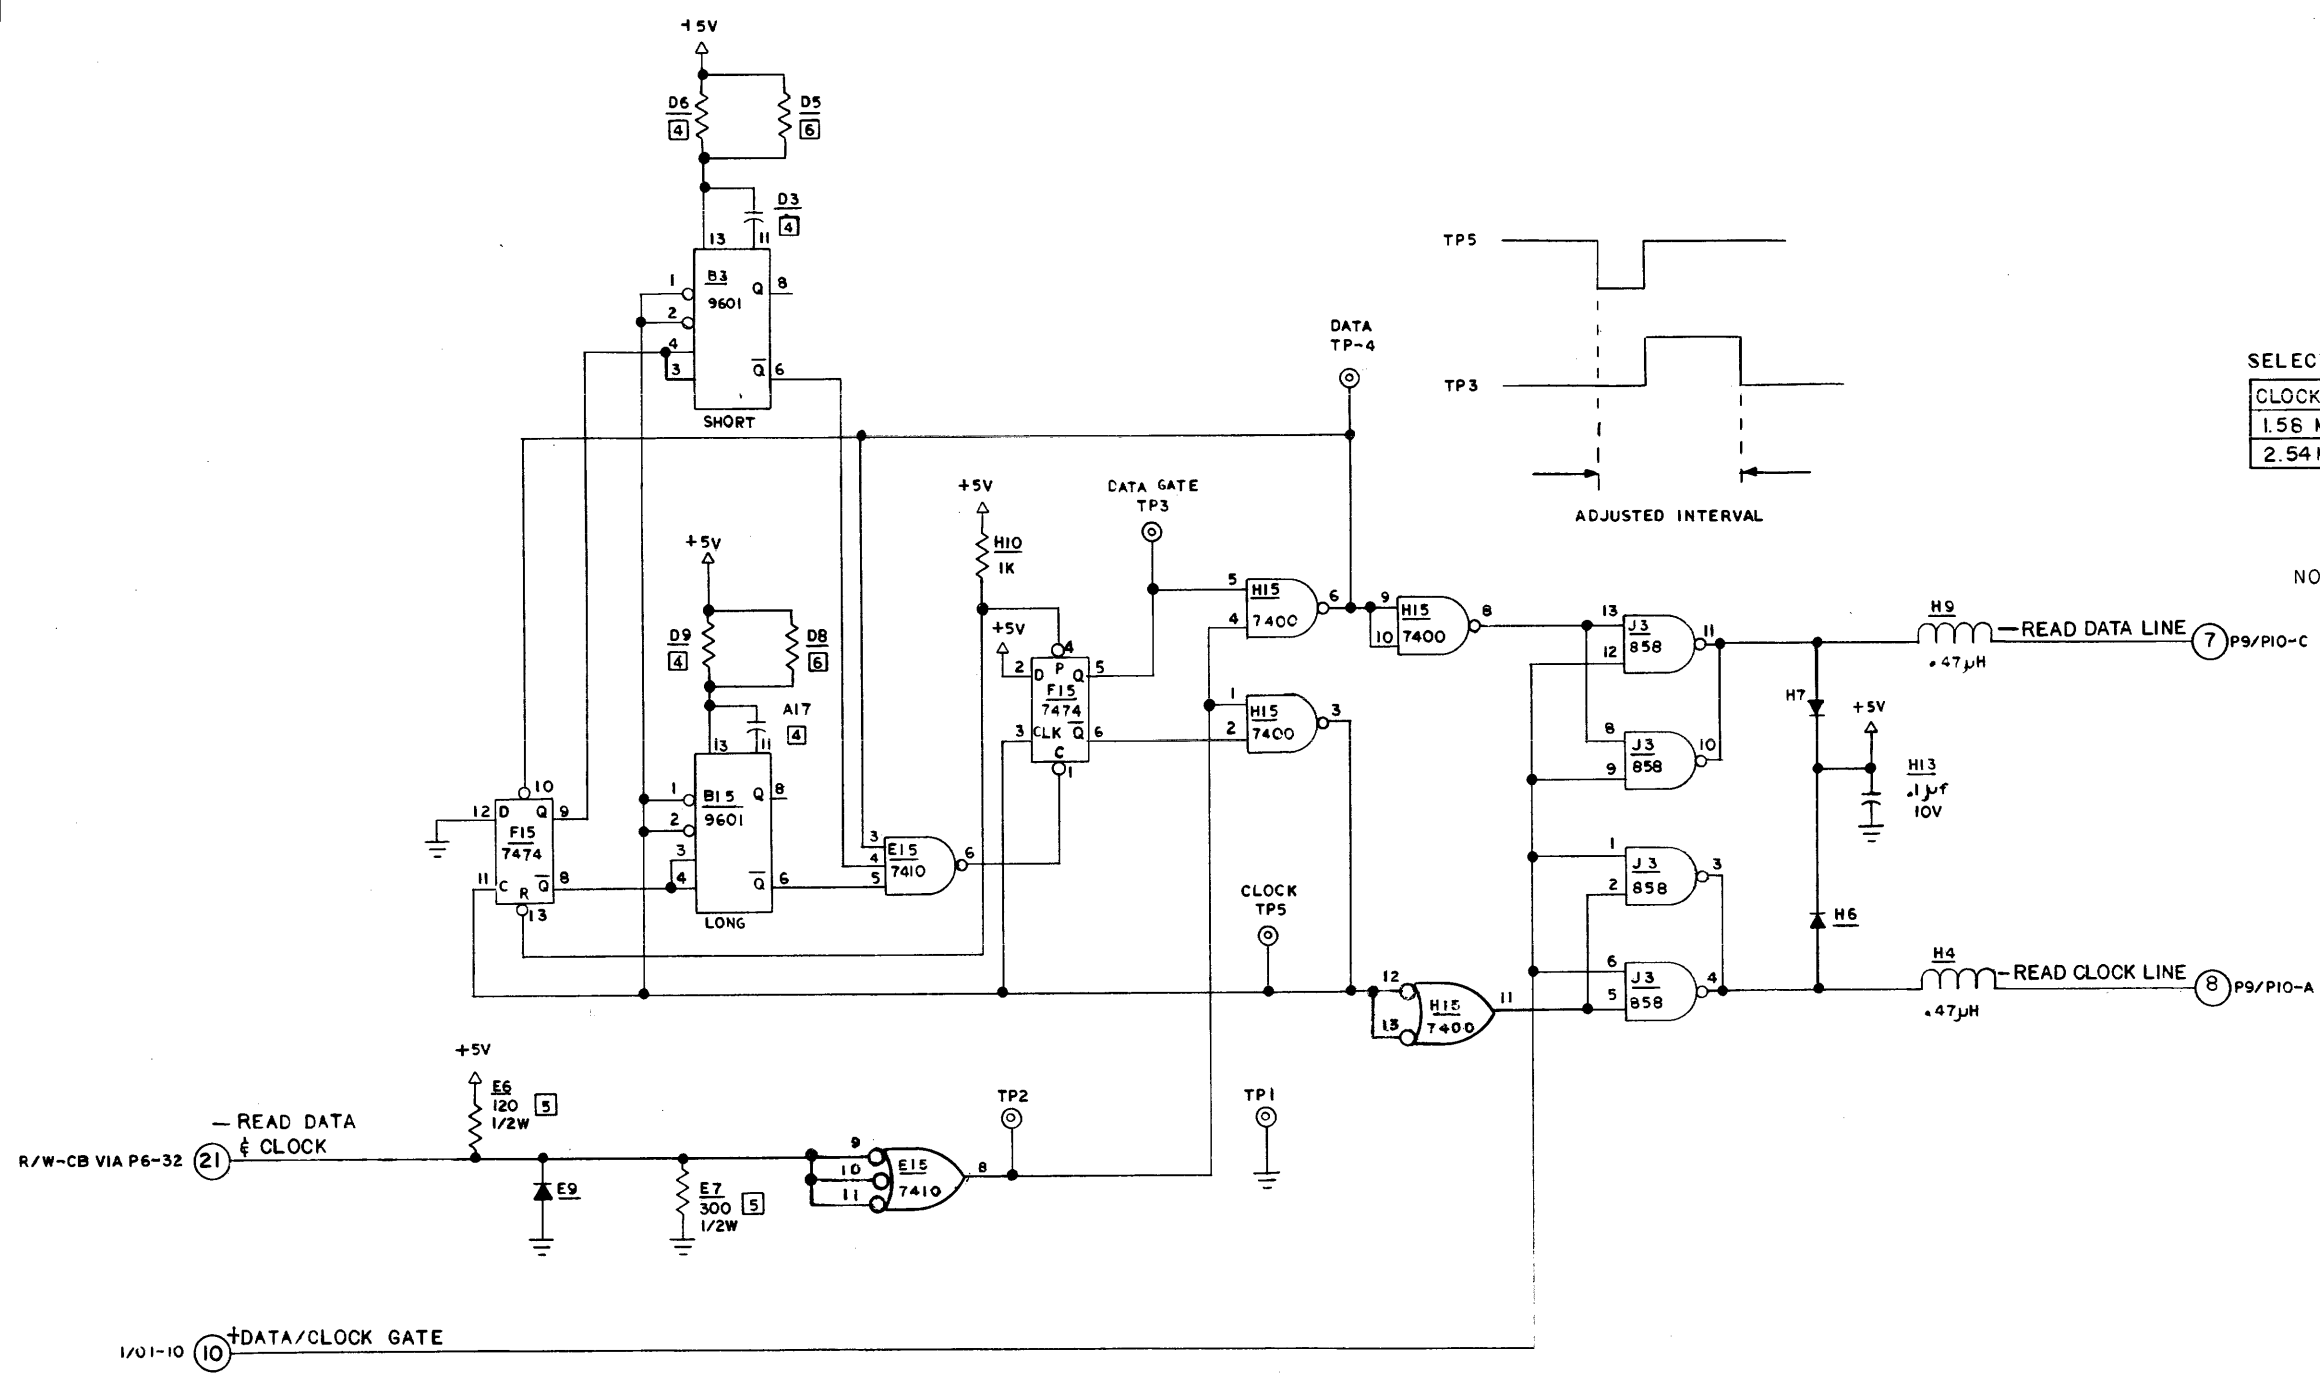 +5V
D6
4
D5
6
D3
4
13
11
1
B3
Q
8
9601
2
4
3
Q
6
SHORT
TP5
TP3
ADJUSTED INTERVAL
DATA
TP-4
SELEC
CLOCK
1.58
2.54
NO
+5V
H10
1K
DATA GATE
TP3
+5V
D9
4
D8
6
A17
4
13
11
1
B15
Q
8
2
9601
3
4
Q
6
LONG
+5V
4
2
D
P
Q
5
F15
7474
3
CLK
Q
6
C
1
5
H15
6
4
7400
9
H15
8
10
7400
1
H15
3
2
7400
13
J3
11
12
858
8
J3
10
9
858
1
J3
3
2
858
6
J3
4
5
858
H9
.47µH
—READ DATA LINE
7
P9/P10-C
H7
+5V
H13
.1µf
10V
H6
H4
.47µH
—READ CLOCK LINE
8
P9/P10-A
10
12
D
Q
9
F15
7474
11
C
R
Q
8
13
3
E15
6
4
7410
5
CLOCK
TP5
12
H15
11
13
7400
+5V
E6
120
5
1/2W
— READ DATA
& CLOCK
R/W-CB VIA P6-32
21
E9
E7
300
5
1/2W
9
10
E15
8
11
7410
TP2
TP1
+DATA/CLOCK GATE
I/O1-10
10